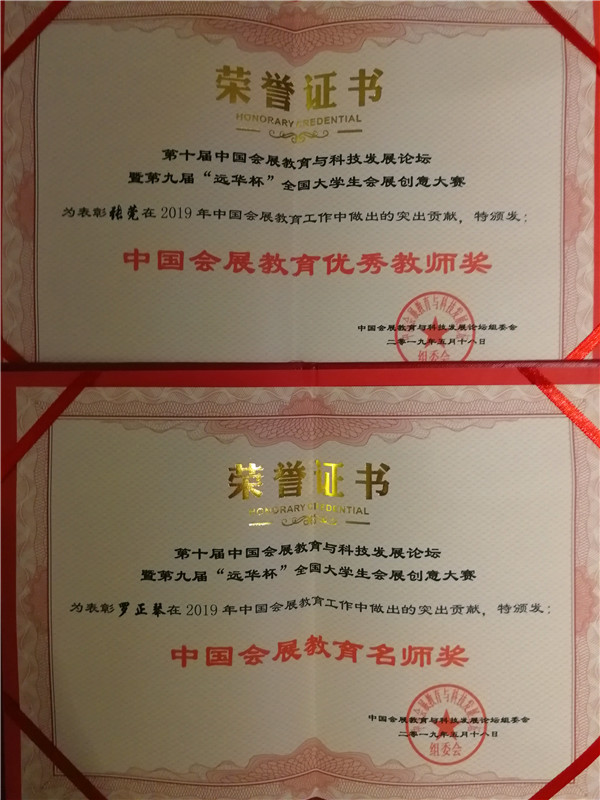 荣誉证书
HONORARY CREDENTIAL
第十届中国会展教育与科技发展论坛
暨第九届“远华杯”全国大学生会展创意大赛
为表彰张莞在2019年中国会展教育工作中做出的突出贡献，特颁发：
中国会展教育优秀教师奖
中国会展教育与科技发展论坛组委会
二〇一九年五月十八日
组委会
荣誉证书
HONORARY CREDENTIAL
第十届中国会展教育与科技发展论坛
暨第九届“远华杯”全国大学生会展创意大赛
为表彰罗正琴在2019年中国会展教育工作中做出的突出贡献，特颁发：
中国会展教育名师奖
中国会展教育与科技发展论坛组委会
二〇一九年五月十八日
组委会